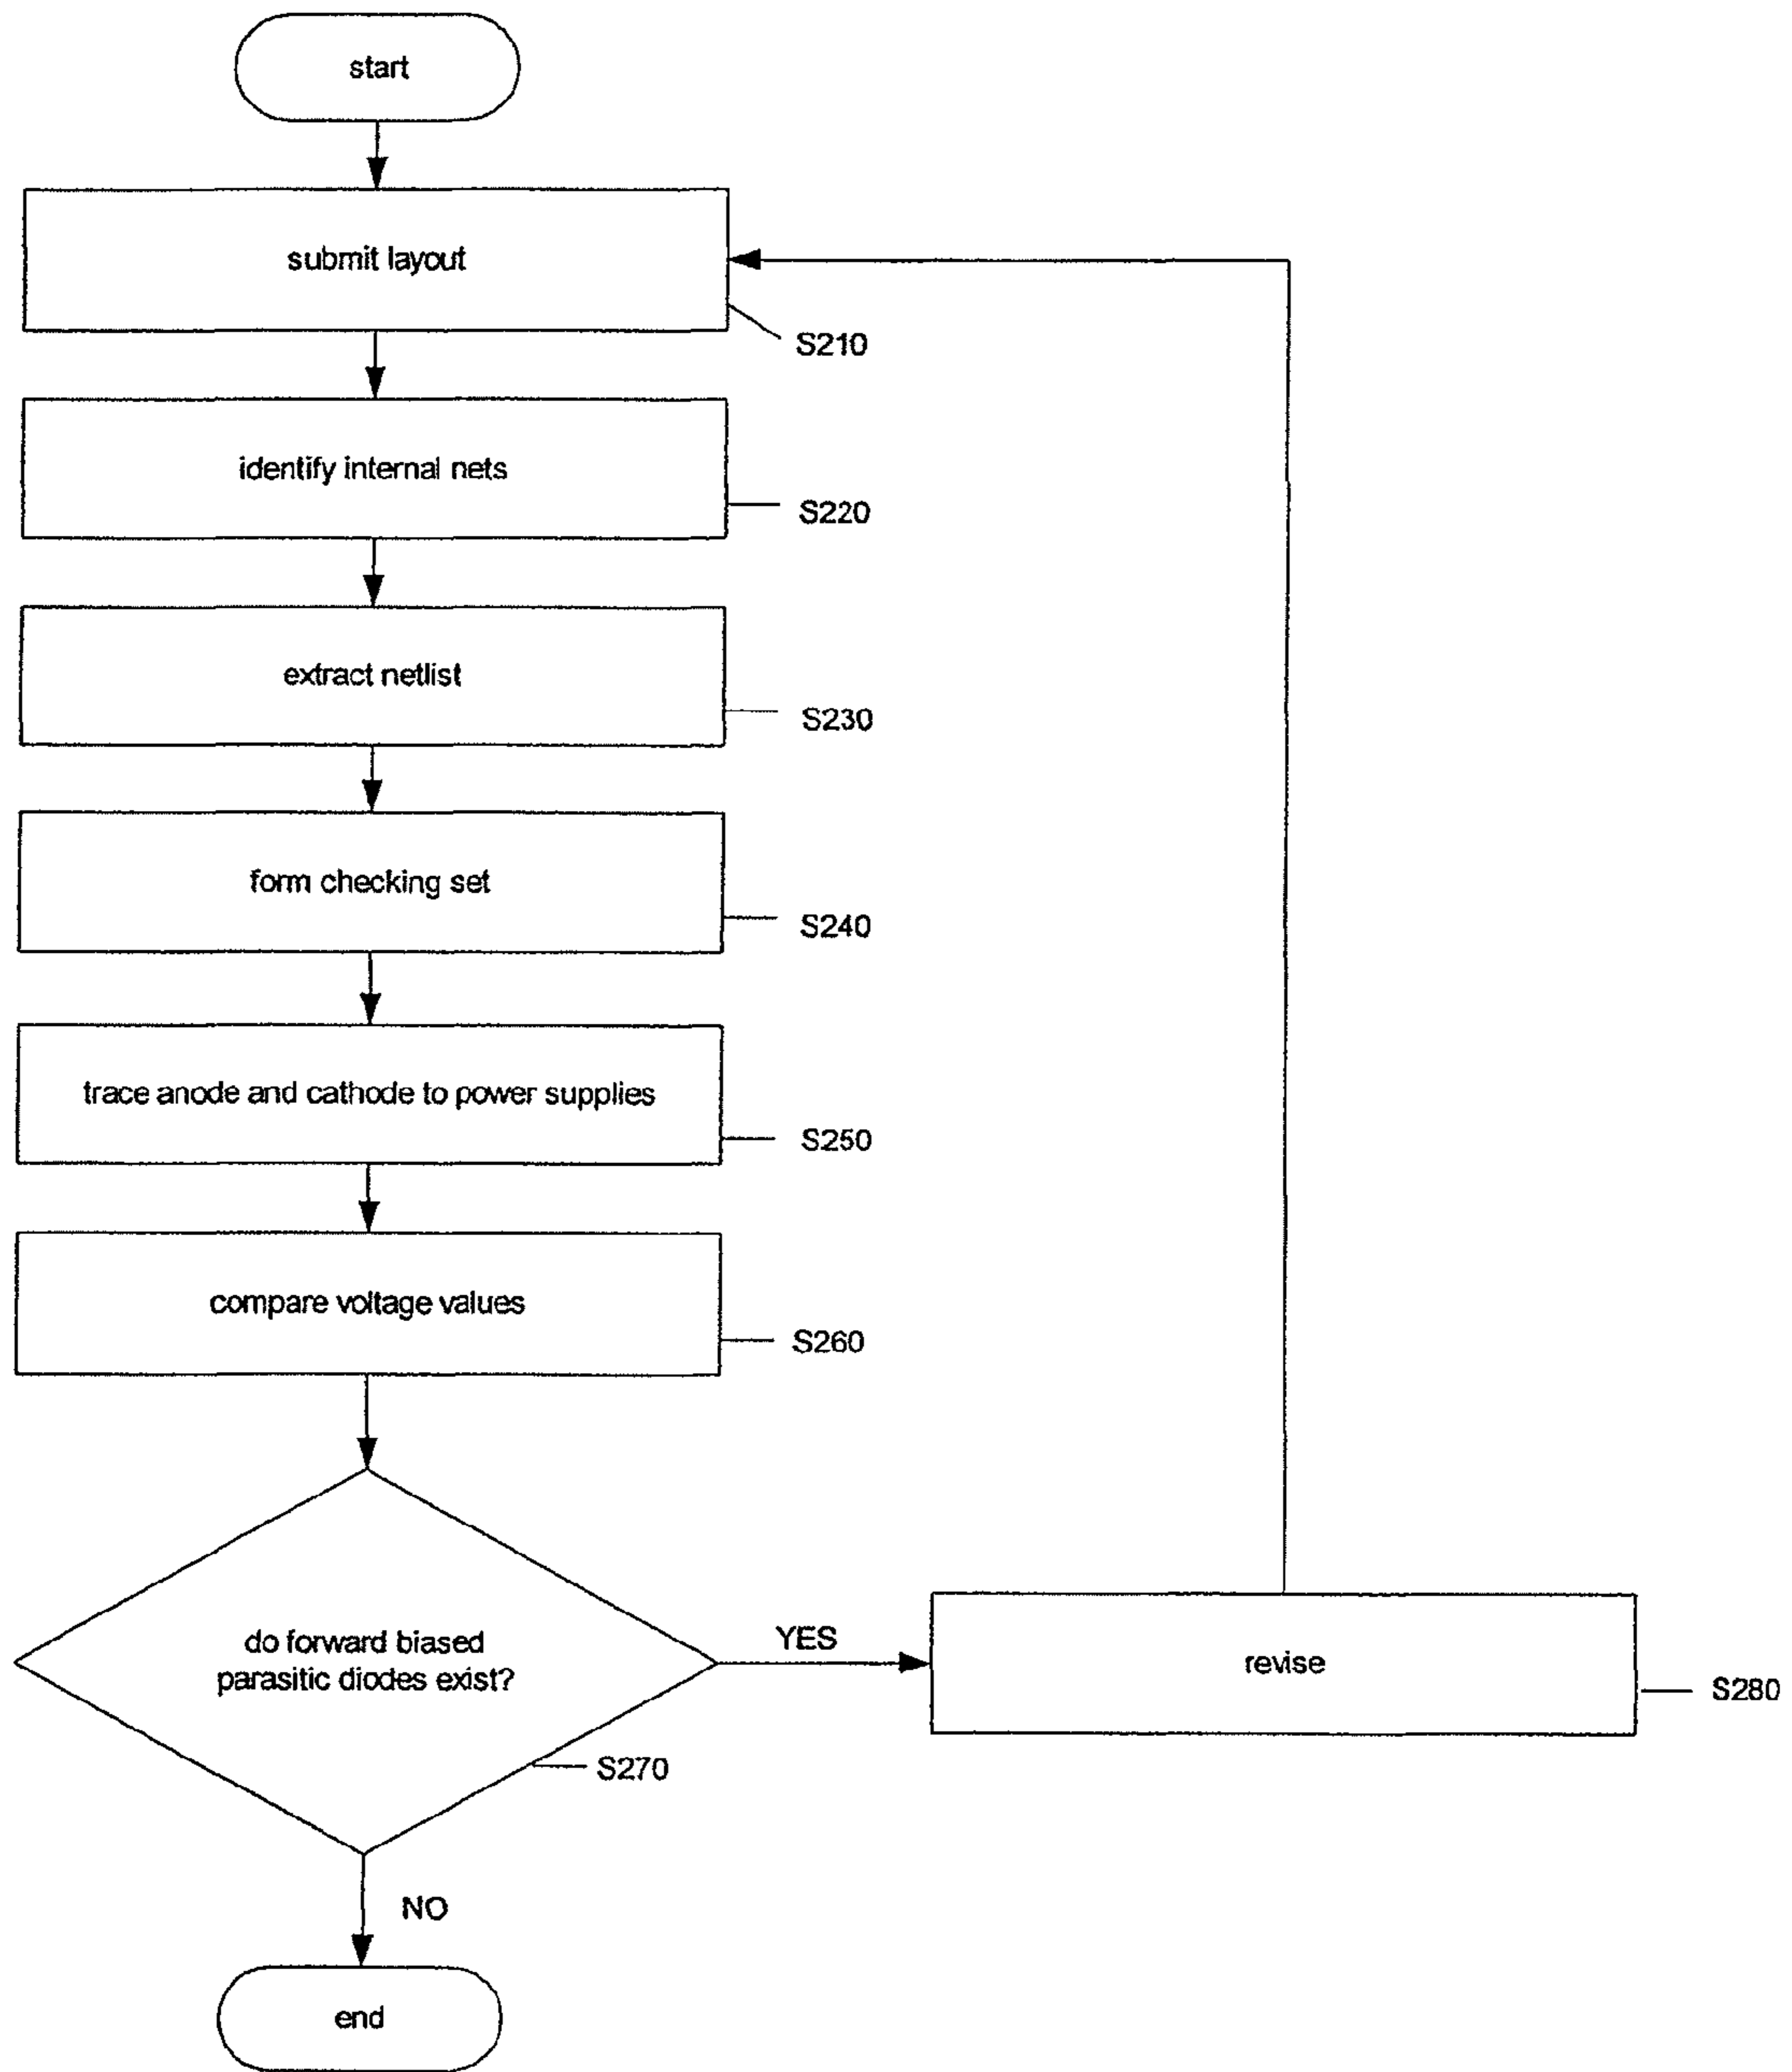 start
submit layout
S210
identify internal nets
S220
extract netlist
S230
form checking set
S240
trace anode and cathode to power supplies
S250
compare voltage values
S260
do forward biased
parasitic diodes exist?
S270
YES
revise
S280
NO
end